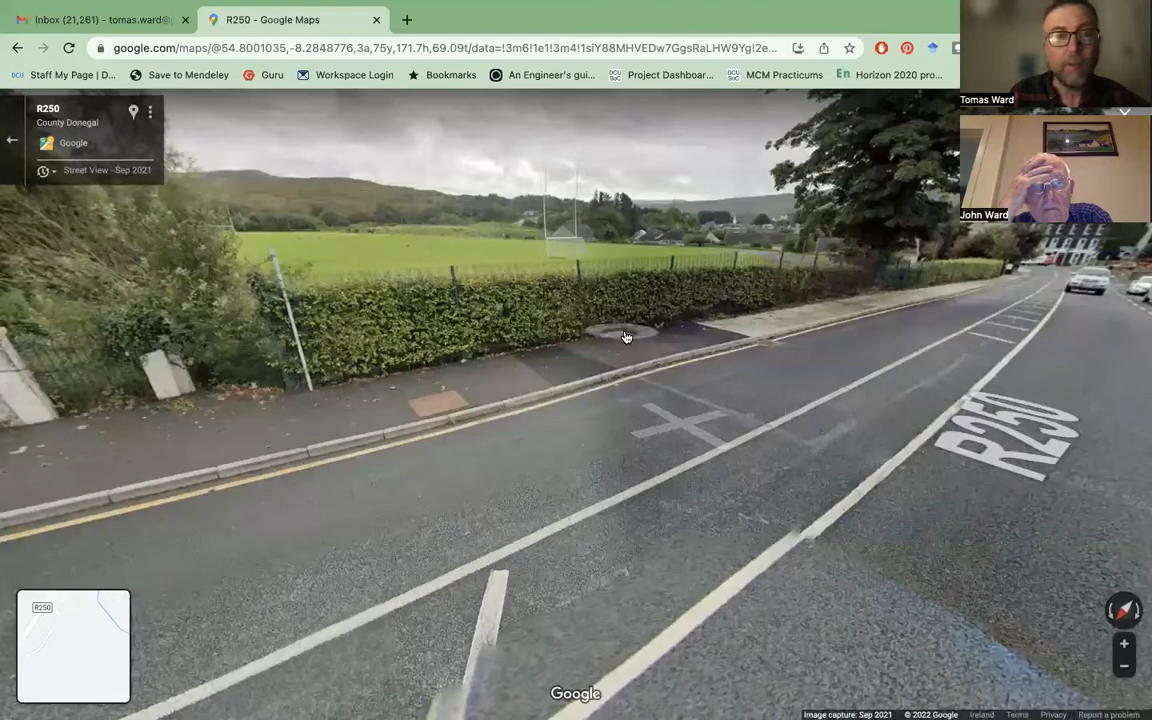 Inbox (21,261) - tomas.ward@
R250 - Google Maps
google.com/maps/@54.8001035,-8.2848776,3a,75y,171.7h,69.09t/data=!3m6!1e1!3m4!1siY88MHVEDw7GgsRaLHW9Yg!2e...
Staff My Page | D...
Save to Mendeley
Guru
Workspace Login
Bookmarks
An Engineer's gui...
Project Dashboar...
MCM Practicums
Horizon 2020 pro...
Tomas Ward
John Ward
R250
County Donegal
Google
Street View - Sep 2021
R250
R250
Google
Image capture: Sep 2021 © 2022 Google Ireland Terms Privacy Report a problem